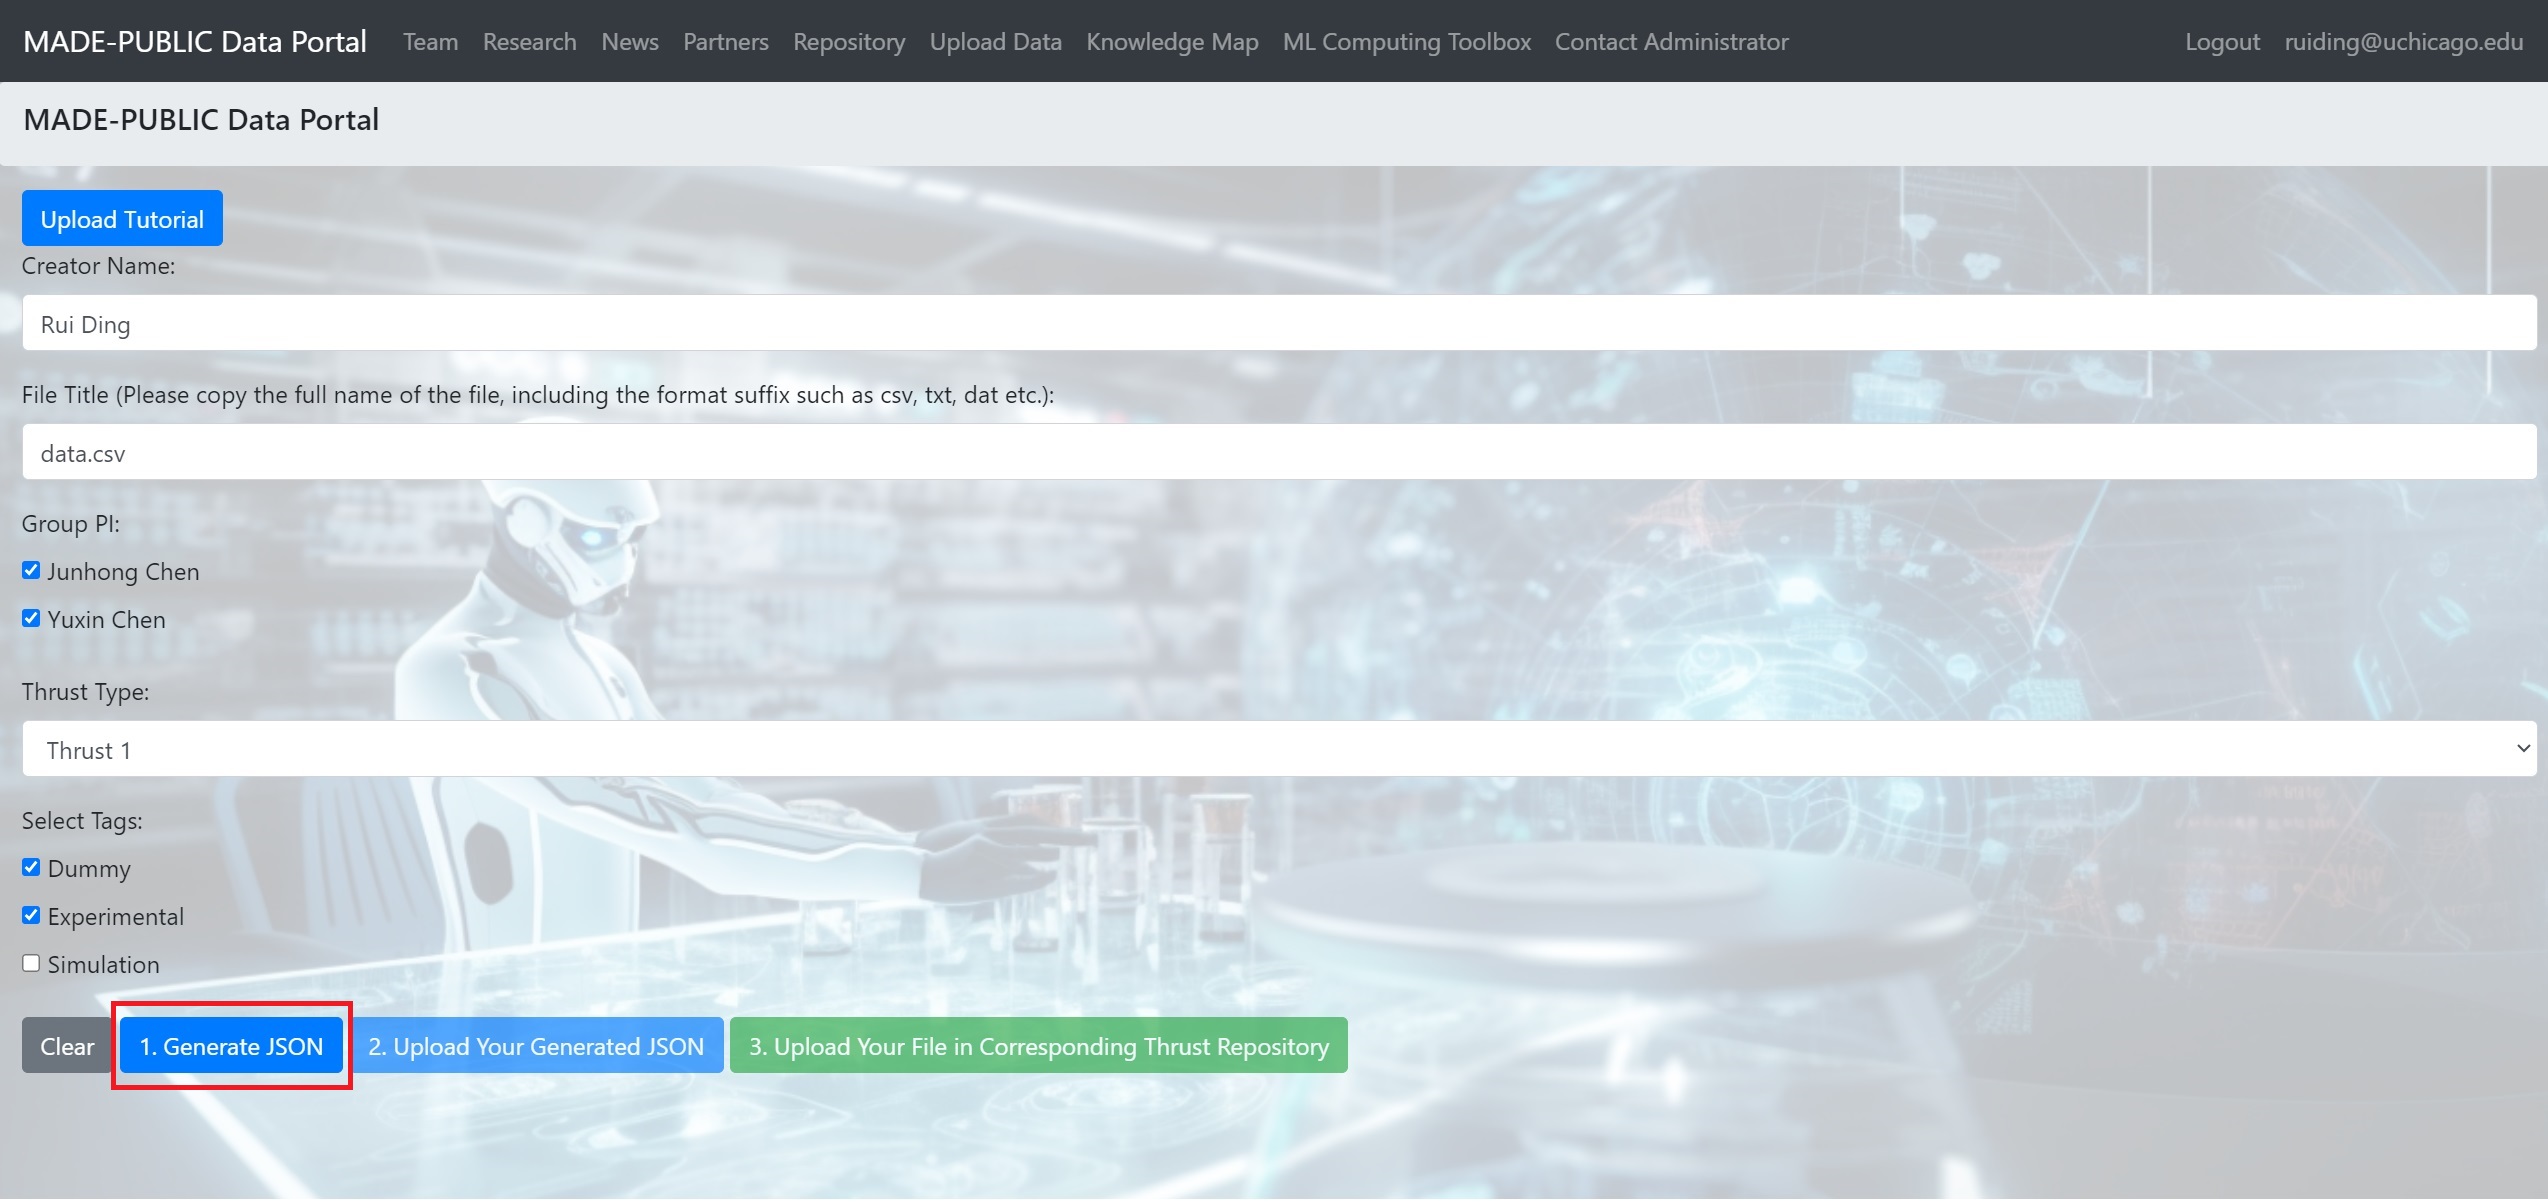 MADE-PUBLIC Data Portal Team Research News Partners Repository Upload Data Knowledge Map ML Computing Toolbox Contact Administrator Logout ruiding@uchicago.edu
MADE-PUBLIC Data Portal
Upload Tutorial
Creator Name:
Rui Ding
File Title (Please copy the full name of the file, including the format suffix such as csv, txt, dat etc.):
data.csv
Group PI:
Junhong Chen
Yuxin Chen
Thrust Type:
Thrust 1
Select Tags:
Dummy
Experimental
Simulation
Clear 1. Generate JSON 2. Upload Your Generated JSON 3. Upload Your File in Corresponding Thrust Repository